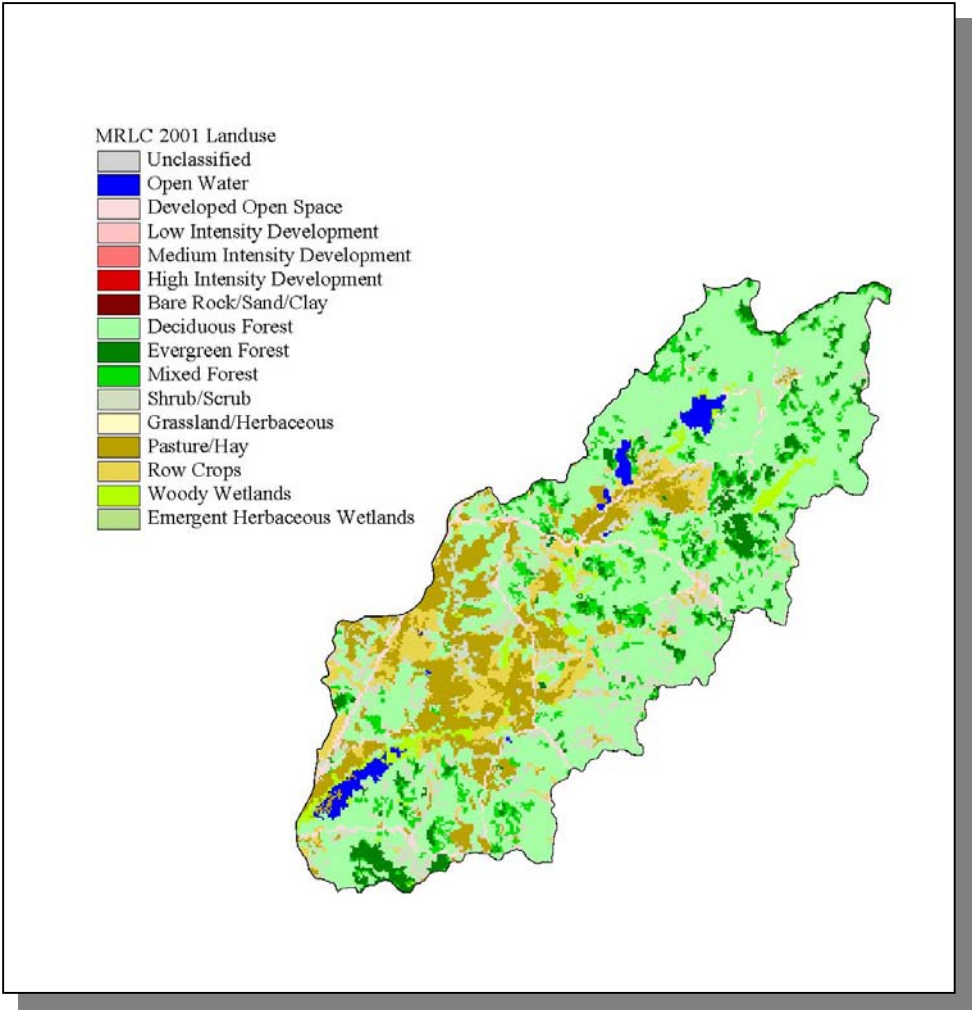 MRLC 2001 Landuse
Unclassified
Open Water
Developed Open Space
Low Intensity Development
Medium Intensity Development
High Intensity Development
Bare Rock/Sand/Clay
Deciduous Forest
Evergreen Forest
Mixed Forest
Shrub/Scrub
Grassland/Herbaceous
Pasture/Hay
Row Crops
Woody Wetlands
Emergent Herbaceous Wetlands